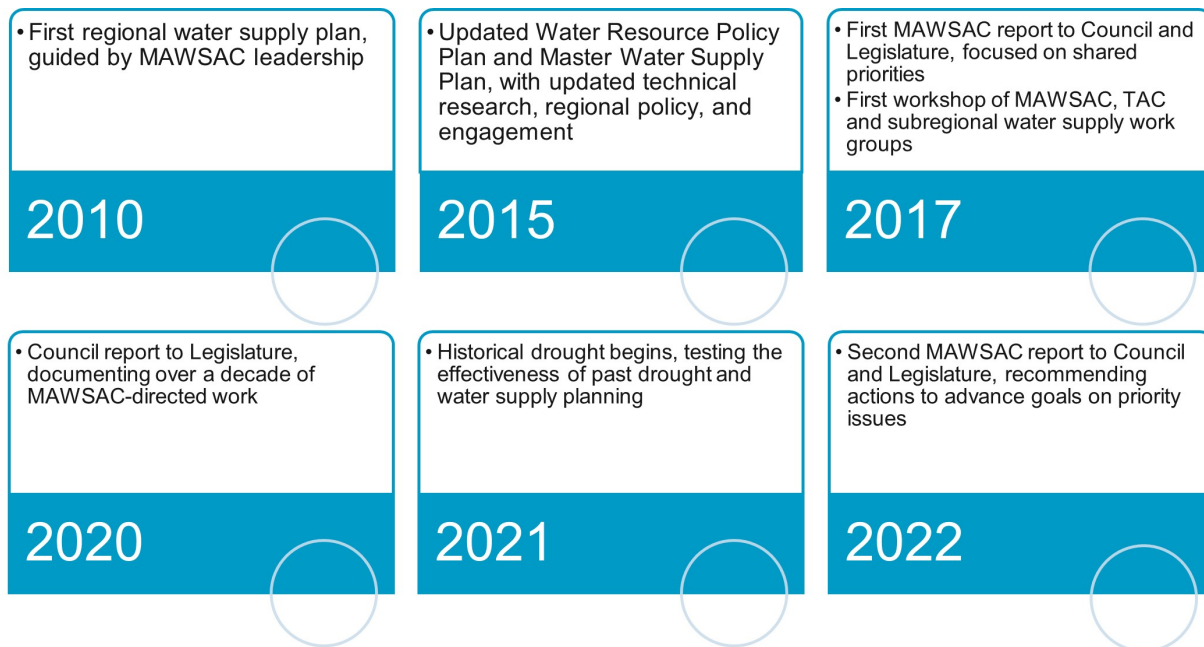 • First regional water supply plan,
guided by MAWSAC leadership
2010
• Updated Water Resource Policy
Plan and Master Water Supply
Plan, with updated technical
research, regional policy, and
engagement
2015
• First MAWSAC report to Council and
Legislature, focused on shared
priorities
• First workshop of MAWSAC, TAC
and subregional water supply work
groups
2017
• Council report to Legislature,
documenting over a decade of
MAWSAC-directed work
2020
• Historical drought begins, testing the
effectiveness of past drought and
water supply planning
2021
• Second MAWSAC report to Council
and Legislature, recommending
actions to advance goals on priority
issues
2022